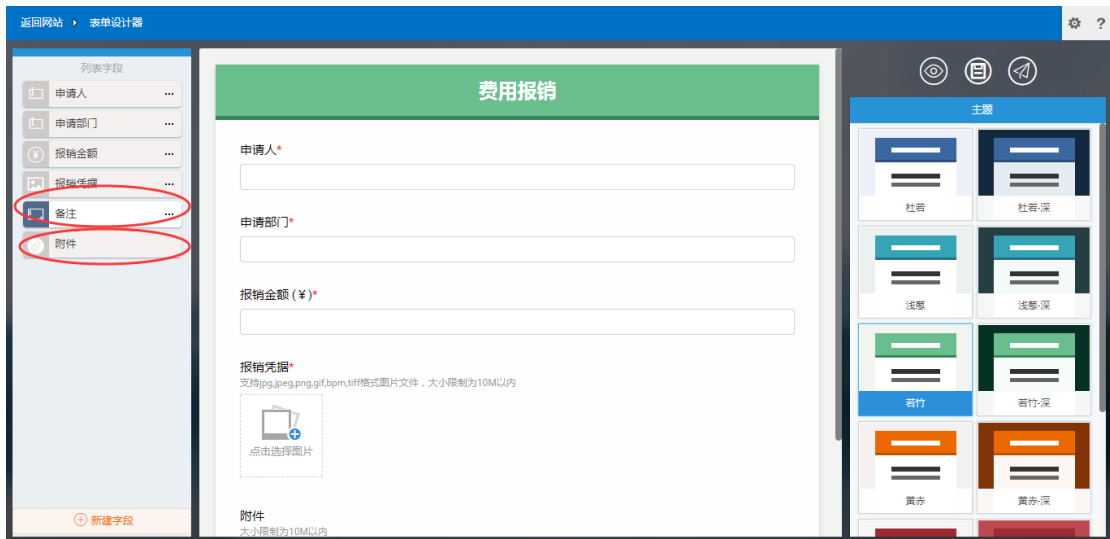 返回网站 表单设计器
?
列表字段
申请人 ...
申请部门 ...
报销金额 ...
报销凭据 ...
备注 ...
附件
新建字段
费用报销
申请人*
申请部门*
报销金额 (¥)*
报销凭据*
支持jpg,jpeg,png,gif,bpm,tiff格式图片文件，大小限制为10M以内
点击选择图片
附件
大小限制为10M以内
主题
杜若 杜若-深
浅葱 浅葱-深
若竹 若竹-深
黄赤 黄赤-深